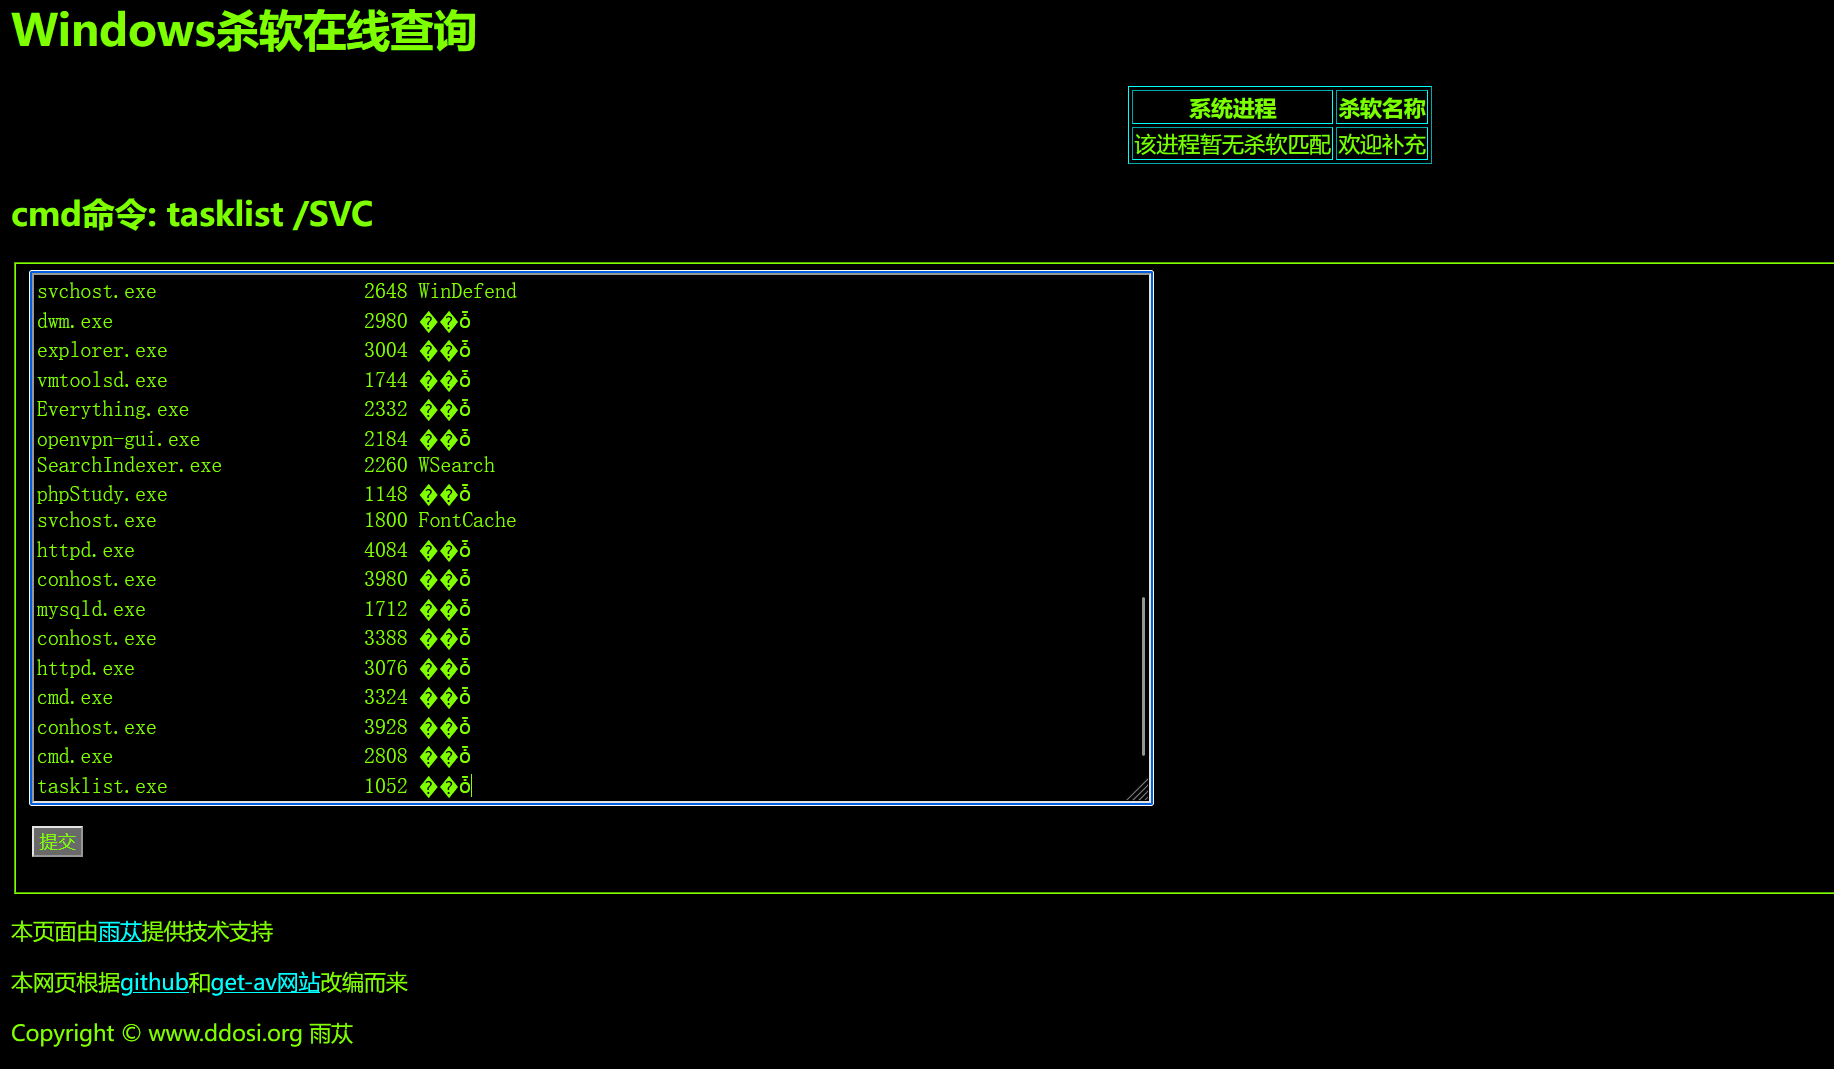 Windows杀软在线查询
系统进程 杀软名称
该进程暂无杀软匹配 欢迎补充
cmd命令: tasklist /SVC
svchost.exe 2648 WinDefend
dwm.exe 2980 ��ȱ
explorer.exe 3004 ��ȱ
vmtoolsd.exe 1744 ��ȱ
Everything.exe 2332 ��ȱ
openvpn-gui.exe 2184 ��ȱ
SearchIndexer.exe 2260 WSearch
phpStudy.exe 1148 ��ȱ
svchost.exe 1800 FontCache
httpd.exe 4084 ��ȱ
conhost.exe 3980 ��ȱ
mysqld.exe 1712 ��ȱ
conhost.exe 3388 ��ȱ
httpd.exe 3076 ��ȱ
cmd.exe 3324 ��ȱ
conhost.exe 3928 ��ȱ
cmd.exe 2808 ��ȱ
tasklist.exe 1052 ��ȱ
提交
本页面由雨苁提供技术支持
本网页根据github和get-av网站改编而来
Copyright © www.ddosi.org 雨苁